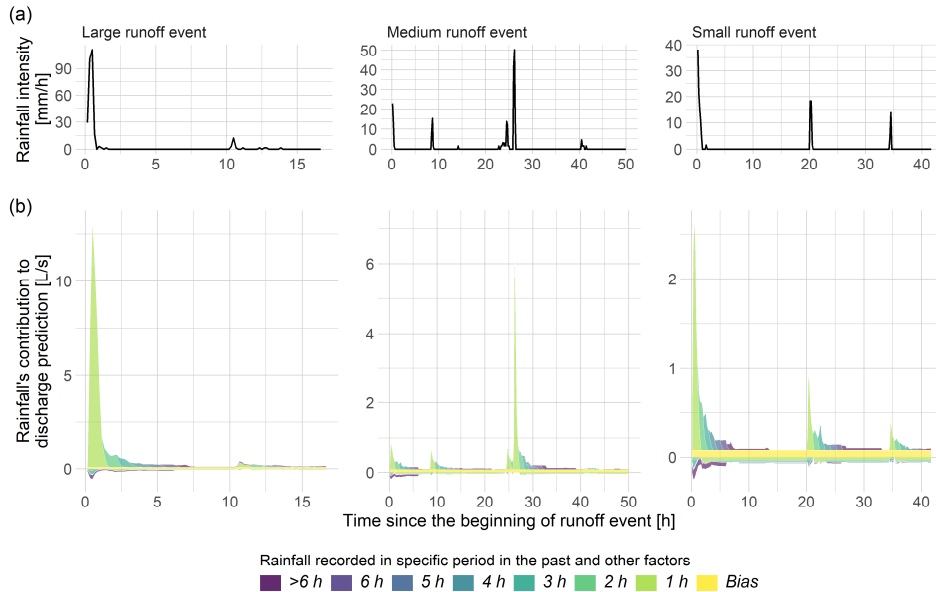 (a)
Large runoff event
Medium runoff event
Small runoff event
Rainfall intensity
[mm/h]
90
60
30
0
0 5 10 15
50
40
30
20
10
0
0 10 20 30 40 50
40
30
20
10
0
0 10 20 30 40
(b)
Rainfall's contribution to
discharge prediction [L/s]
10
5
0
0 5 10 15
6
4
2
0
0 10 20 30 40 50
2
1
0
0 10 20 30 40
Time since the beginning of runoff event [h]
Rainfall recorded in specific period in the past and other factors
>6 h 6 h 5 h 4 h 3 h 2 h 1 h Bias